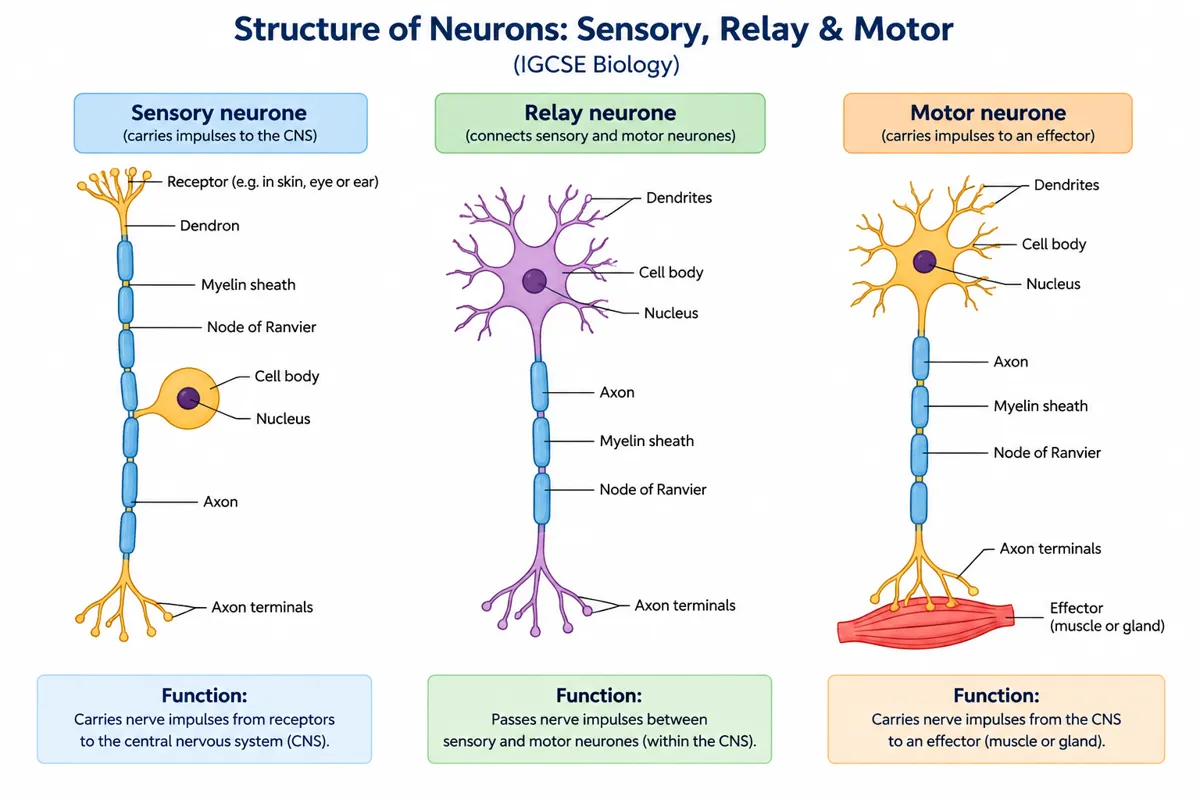 Structure of Neurons: Sensory, Relay & Motor
(IGCSE Biology)
Sensory neurone
(carries impulses to the CNS)
Receptor (e.g. in skin, eye or ear)
Dendron
Myelin sheath
Node of Ranvier
Cell body
Nucleus
Axon
Axon terminals
Function:
Carries nerve impulses from receptors
to the central nervous system (CNS).
Relay neurone
(connects sensory and motor neurones)
Dendrites
Cell body
Nucleus
Axon
Myelin sheath
Node of Ranvier
Axon terminals
Function:
Passes nerve impulses between
sensory and motor neurones (within the CNS).
Motor neurone
(carries impulses to an effector)
Dendrites
Cell body
Nucleus
Axon
Myelin sheath
Node of Ranvier
Axon terminals
Effector
(muscle or gland)
Function:
Carries nerve impulses from the CNS
to an effector (muscle or gland).